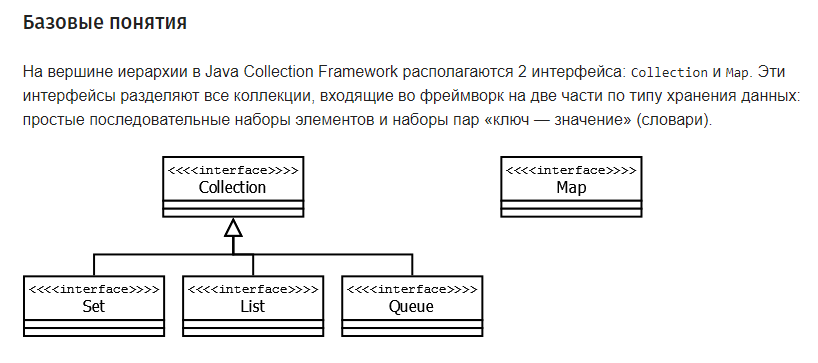 Базовые понятия
На вершине иерархии в Java Collection Framework располагаются 2 интерфейса: Collection и Map. Эти
интерфейсы разделяют все коллекции, входящие во фреймворк на две части по типу хранения данных:
простые последовательные наборы элементов и наборы пар «ключ — значение» (словари).
<<<<interface>>>>
Collection
<<<<interface>>>>
Map
<<<<interface>>>>
Set
<<<<interface>>>>
List
<<<<interface>>>>
Queue